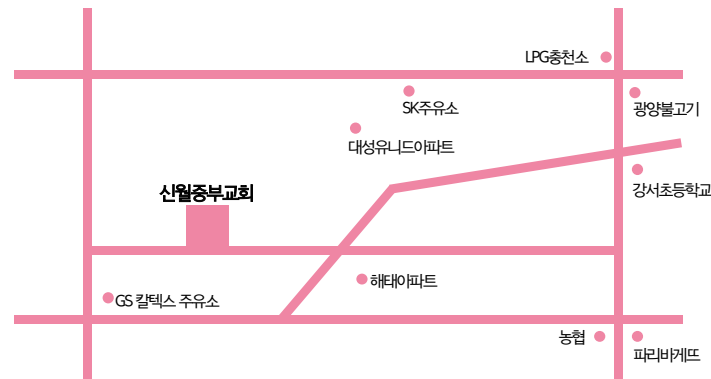 LPG충천소
SK주유소
광양불고기
대성유니드아파트
강서초등학교
신월중부교회
해태아파트
GS 칼텍스 주유소
농협
파리바게뜨